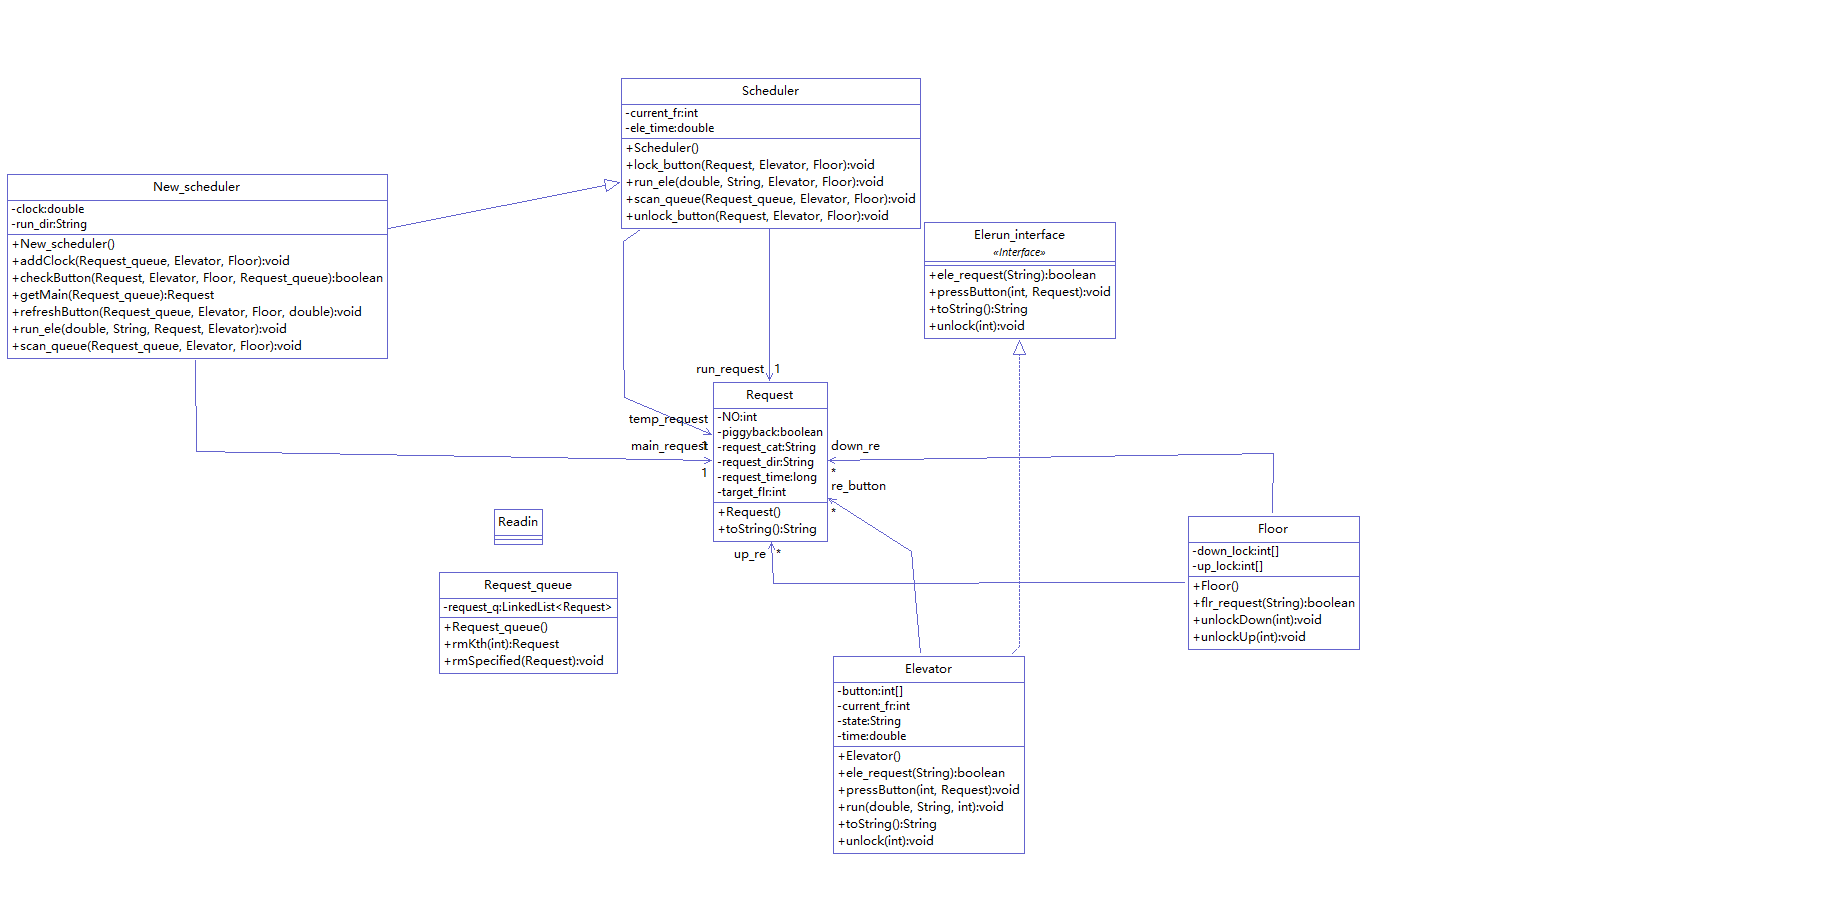 Scheduler
-current_fr:int
-ele_time:double
+Scheduler()
+lock_button(Request, Elevator, Floor):void
+run_ele(double, String, Elevator, Floor):void
+scan_queue(Request_queue, Elevator, Floor):void
+unlock_button(Request, Elevator, Floor):void
New_scheduler
-clock:double
-run_dir:String
+New_scheduler()
+addClock(Request_queue, Elevator, Floor):void
+checkButton(Request, Elevator, Floor, Request_queue):boolean
+getMain(Request_queue):Request
+refreshButton(Request_queue, Elevator, Floor, double):void
+run_ele(double, String, Request, Elevator):void
+scan_queue(Request_queue, Elevator, Floor):void
Elerun_interface
«Interface»
+ele_request(String):boolean
+pressButton(int, Request):void
+toString():String
+unlock(int):void
run_request 1
temp_request
1
main_request
1
Request
-NO:int
-piggyback:boolean
-request_cat:String
-request_dir:String
-request_time:long
-target_flr:int
+Request()
+toString():String
down_re
*
re_button
*
up_re *
Readin
Request_queue
-request_q:LinkedList<Request>
+Request_queue()
+rmKth(int):Request
+rmSpecified(Request):void
Floor
-down_lock:int[]
-up_lock:int[]
+Floor()
+flr_request(String):boolean
+unlockDown(int):void
+unlockUp(int):void
Elevator
-button:int[]
-current_fr:int
-state:String
-time:double
+Elevator()
+ele_request(String):boolean
+pressButton(int, Request):void
+run(double, String, int):void
+toString():String
+unlock(int):void